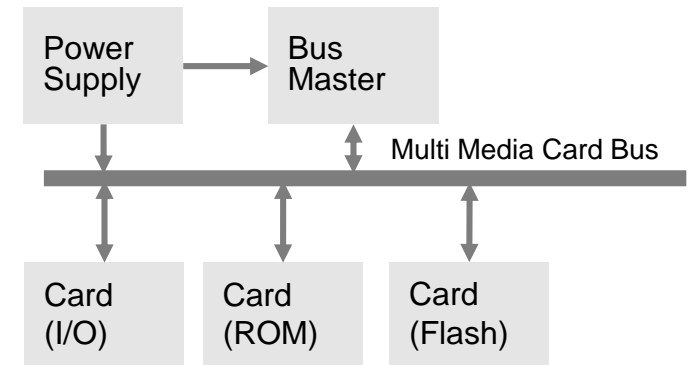 Power
Supply
Bus
Master
Multi Media Card Bus
Card
(I/O)
Card
(ROM)
Card
(Flash)